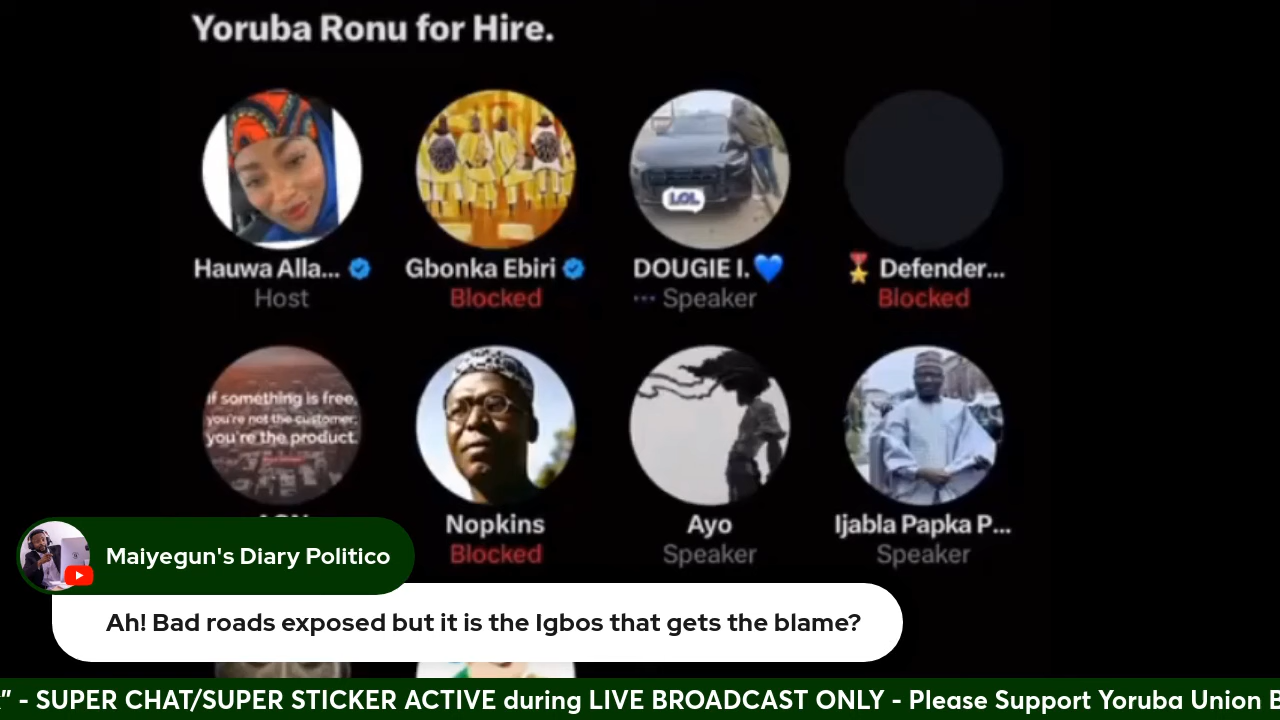 Yoruba Ronu for Hire.
LOL
Hauwa Alla...
Gbonka Ebiri
DOUGIE I.
Defender...
Host
Blocked
Speaker
Blocked
If something is free,
you're not the customer;
you're the product.
Nopkins
Ayo
Ijabla Papka P...
Blocked
Speaker
Speaker
Maiyegun's Diary Politico
Ah! Bad roads exposed but it is the Igbos that gets the blame?
" - SUPER CHAT/SUPER STICKER ACTIVE during LIVE BROADCAST ONLY - Please Support Yoruba Union